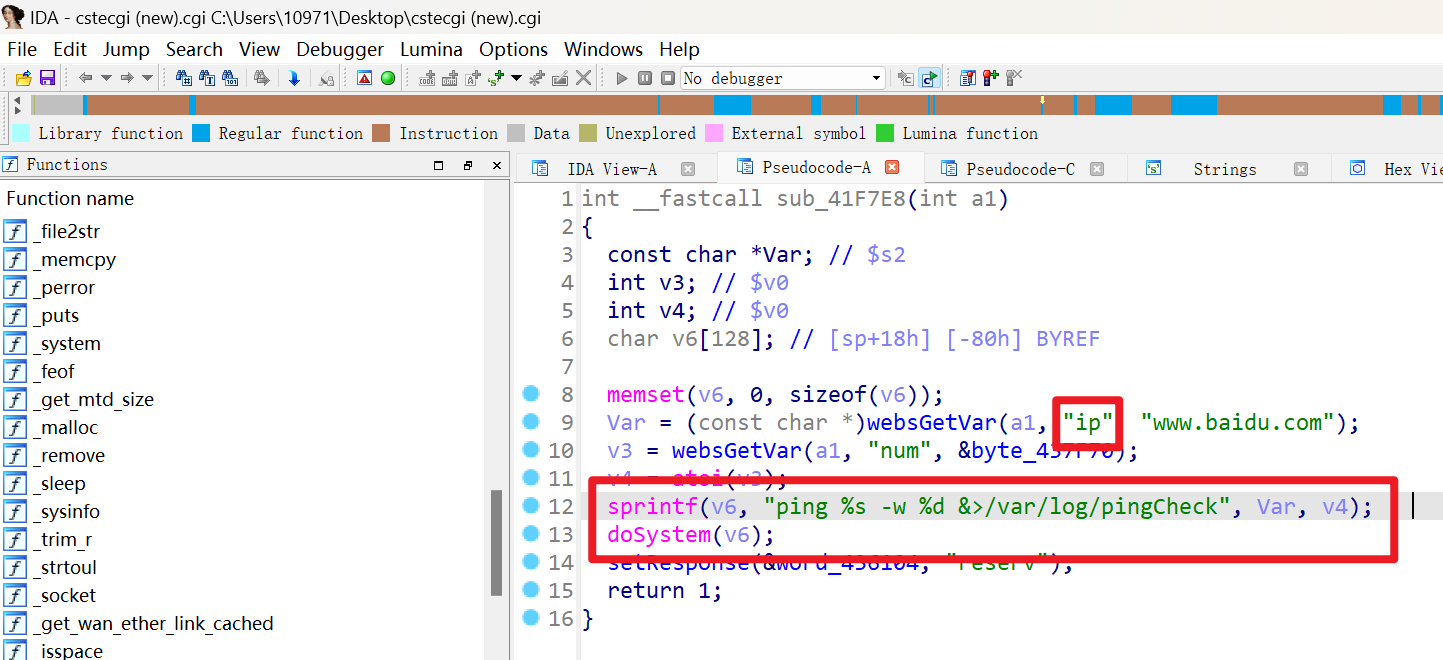 IDA - cstecgi (new).cgi C:\Users\10971\Desktop\cstecgi (new).cgi
File Edit Jump Search View Debugger Lumina Options Windows Help
No debugger
Library function Regular function Instruction Data Unexplored External symbol Lumina function
Functions
IDA View-A Pseudocode-A Pseudocode-C Strings Hex Vie
Function name
_file2str
_memcpy
_perror
_puts
_system
_feof
_get_mtd_size
_malloc
_remove
_sleep
_sysinfo
_trim_r
_strtoul
_socket
_get_wan_ether_link_cached
_isspace
1 int __fastcall sub_41F7E8(int a1)
2 {
3 const char *Var; // $s2
4 int v3; // $v0
5 int v4; // $v0
6 char v6[128]; // [sp+18h] [-80h] BYREF
7
8 memset(v6, 0, sizeof(v6));
9 Var = (const char *)websGetVar(a1, "ip" "www.baidu.com");
10 v3 = websGetVar(a1, "num", &byte_437F70);
11 v4 = atoi(v3);
12 sprintf(v6, "ping %s -w %d &>/var/log/pingCheck", Var, v4);
13 doSystem(v6);
14 setResponse(&word_436104, "reserv");
15 return 1;
16 }